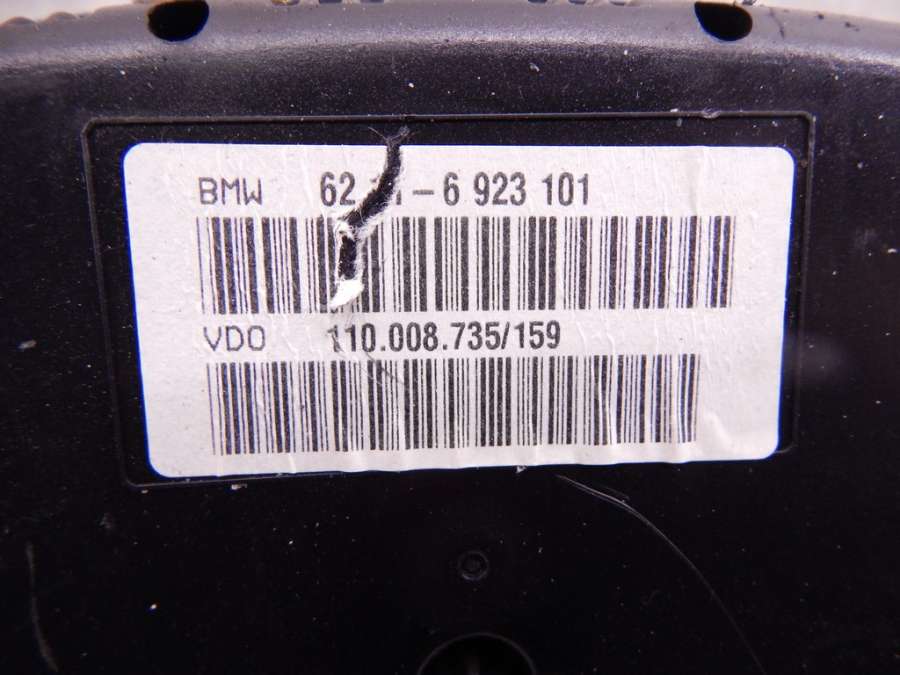 BMW 62 - 6 923 101
VDO 110.008.735/159